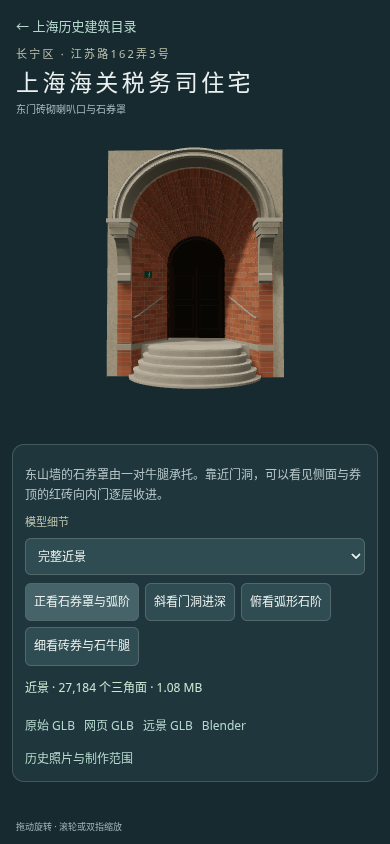 ← 上海历史建筑目录
长宁区 · 江苏路162弄3号
上海海关税务司住宅
东门砖砌喇叭口与石券罩
东山墙的石券罩由一对牛腿承托。靠近门洞，可以看见侧面与券
顶的红砖向内门逐层收进。
模型细节
完整近景
正看石券罩与弧阶
斜看门洞进深
俯看弧形石阶
细看砖券与石牛腿
近景 · 27,184 个三角面 · 1.08 MB
原始 GLB 网页 GLB 远景 GLB Blender
历史照片与制作范围
拖动旋转 · 滚轮或双指缩放